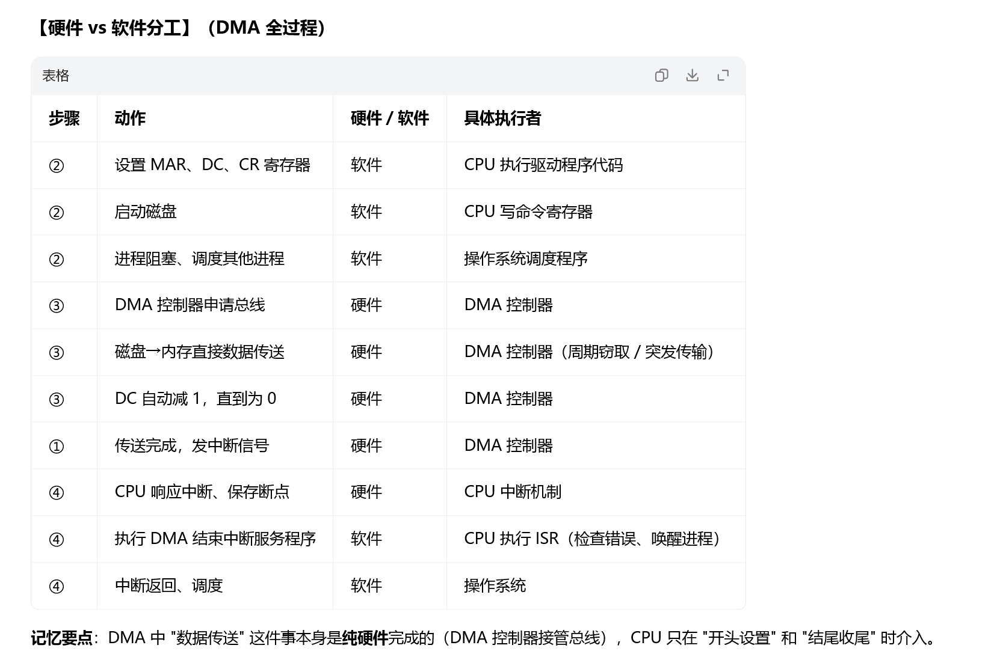 【硬件 vs 软件分工】（DMA 全过程）
表格
步骤 动作 硬件 / 软件 具体执行者
② 设置 MAR、DC、CR 寄存器 软件 CPU 执行驱动程序代码
② 启动磁盘 软件 CPU 写命令寄存器
② 进程阻塞、调度其他进程 软件 操作系统调度程序
③ DMA 控制器申请总线 硬件 DMA 控制器
③ 磁盘→内存直接数据传送 硬件 DMA 控制器（周期窃取 / 突发传输）
③ DC 自动减 1，直到为 0 硬件 DMA 控制器
① 传送完成，发中断信号 硬件 DMA 控制器
④ CPU 响应中断、保存断点 硬件 CPU 中断机制
④ 执行 DMA 结束中断服务程序 软件 CPU 执行 ISR（检查错误、唤醒进程）
④ 中断返回、调度 软件 操作系统
记忆要点：DMA 中 "数据传送" 这件事本身是纯硬件完成的（DMA 控制器接管总线），CPU 只在 "开头设置" 和 "结尾收尾" 时介入。